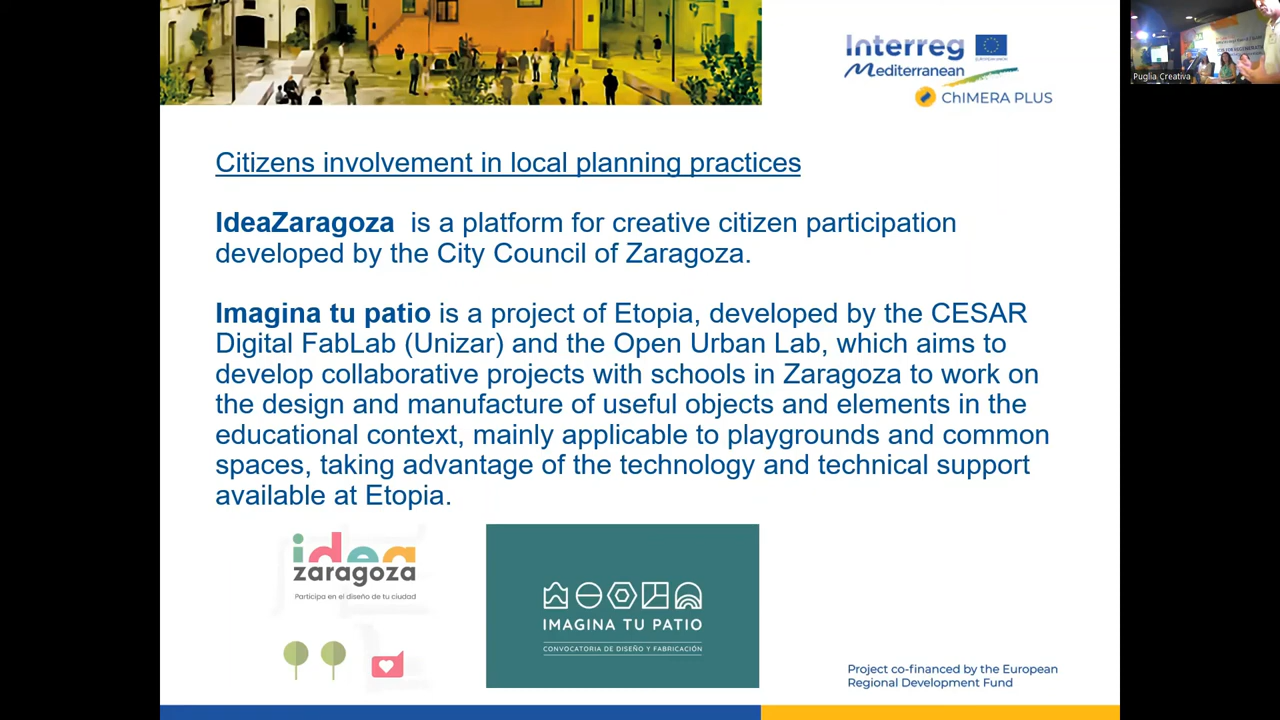 Interreg
EUROPEAN UNION
Mediterranean
ChIMERA PLUS
Puglia Creativa
Citizens involvement in local planning practices
IdeaZaragoza is a platform for creative citizen participation
developed by the City Council of Zaragoza.
Imagina tu patio is a project of Etopia, developed by the CESAR
Digital FabLab (Unizar) and the Open Urban Lab, which aims to
develop collaborative projects with schools in Zaragoza to work on
the design and manufacture of useful objects and elements in the
educational context, mainly applicable to playgrounds and common
spaces, taking advantage of the technology and technical support
available at Etopia.
idea
zaragoza
Participa en el diseño de tu ciudad
IMAGINA TU PATIO
CONVOCATORIA DE DISEÑO Y FABRICACIÓN
Project co-financed by the European
Regional Development Fund